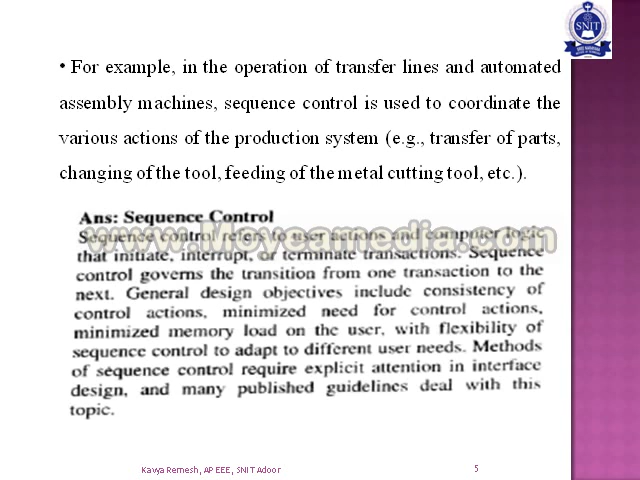 SNIT
• For example, in the operation of transfer lines and automated
assembly machines, sequence control is used to coordinate the
various actions of the production system (e.g., transfer of parts,
changing of the tool, feeding of the metal cutting tool, etc.).
Ans: Sequence Control
Sequence control refers to user actions and computer logic
www.Moyeamedia.com
that initiate, interrupt, or terminate transactions. Sequence
control governs the transition from one transaction to the
next. General design objectives include consistency of
control actions, minimized need for control actions,
minimized memory load on the user, with flexibility of
sequence control to adapt to different user needs. Methods
of sequence control require explicit attention in interface
design, and many published guidelines deal with this
topic.
Kavya Remesh, AP EEE, SNIT Adoor
5